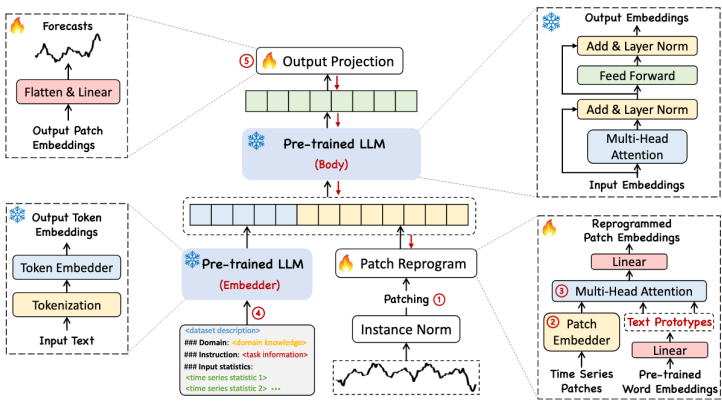 Forecasts
Flatten & Linear
Output Patch
Embeddings
⑤ Output Projection
Pre-trained LLM
(Body)
Output Embeddings
Add & Layer Norm
Feed Forward
Add & Layer Norm
Multi-Head
Attention
Input Embeddings
Output Token
Embeddings
Token Embedder
Tokenization
Input Text
Pre-trained LLM
(Embedder)
④
<dataset description>
### Domain: <domain knowledge>
### Instruction: <task information>
### Input statistics:
<time series statistic 1>
<time series statistic 2> •••
Patch Reprogram
Patching ①
Instance Norm
Reprogrammed
Patch Embeddings
Linear
③ Multi-Head Attention
② Patch
Embedder
Text Prototypes
Linear
Time Series
Patches
Pre-trained
Word Embeddings